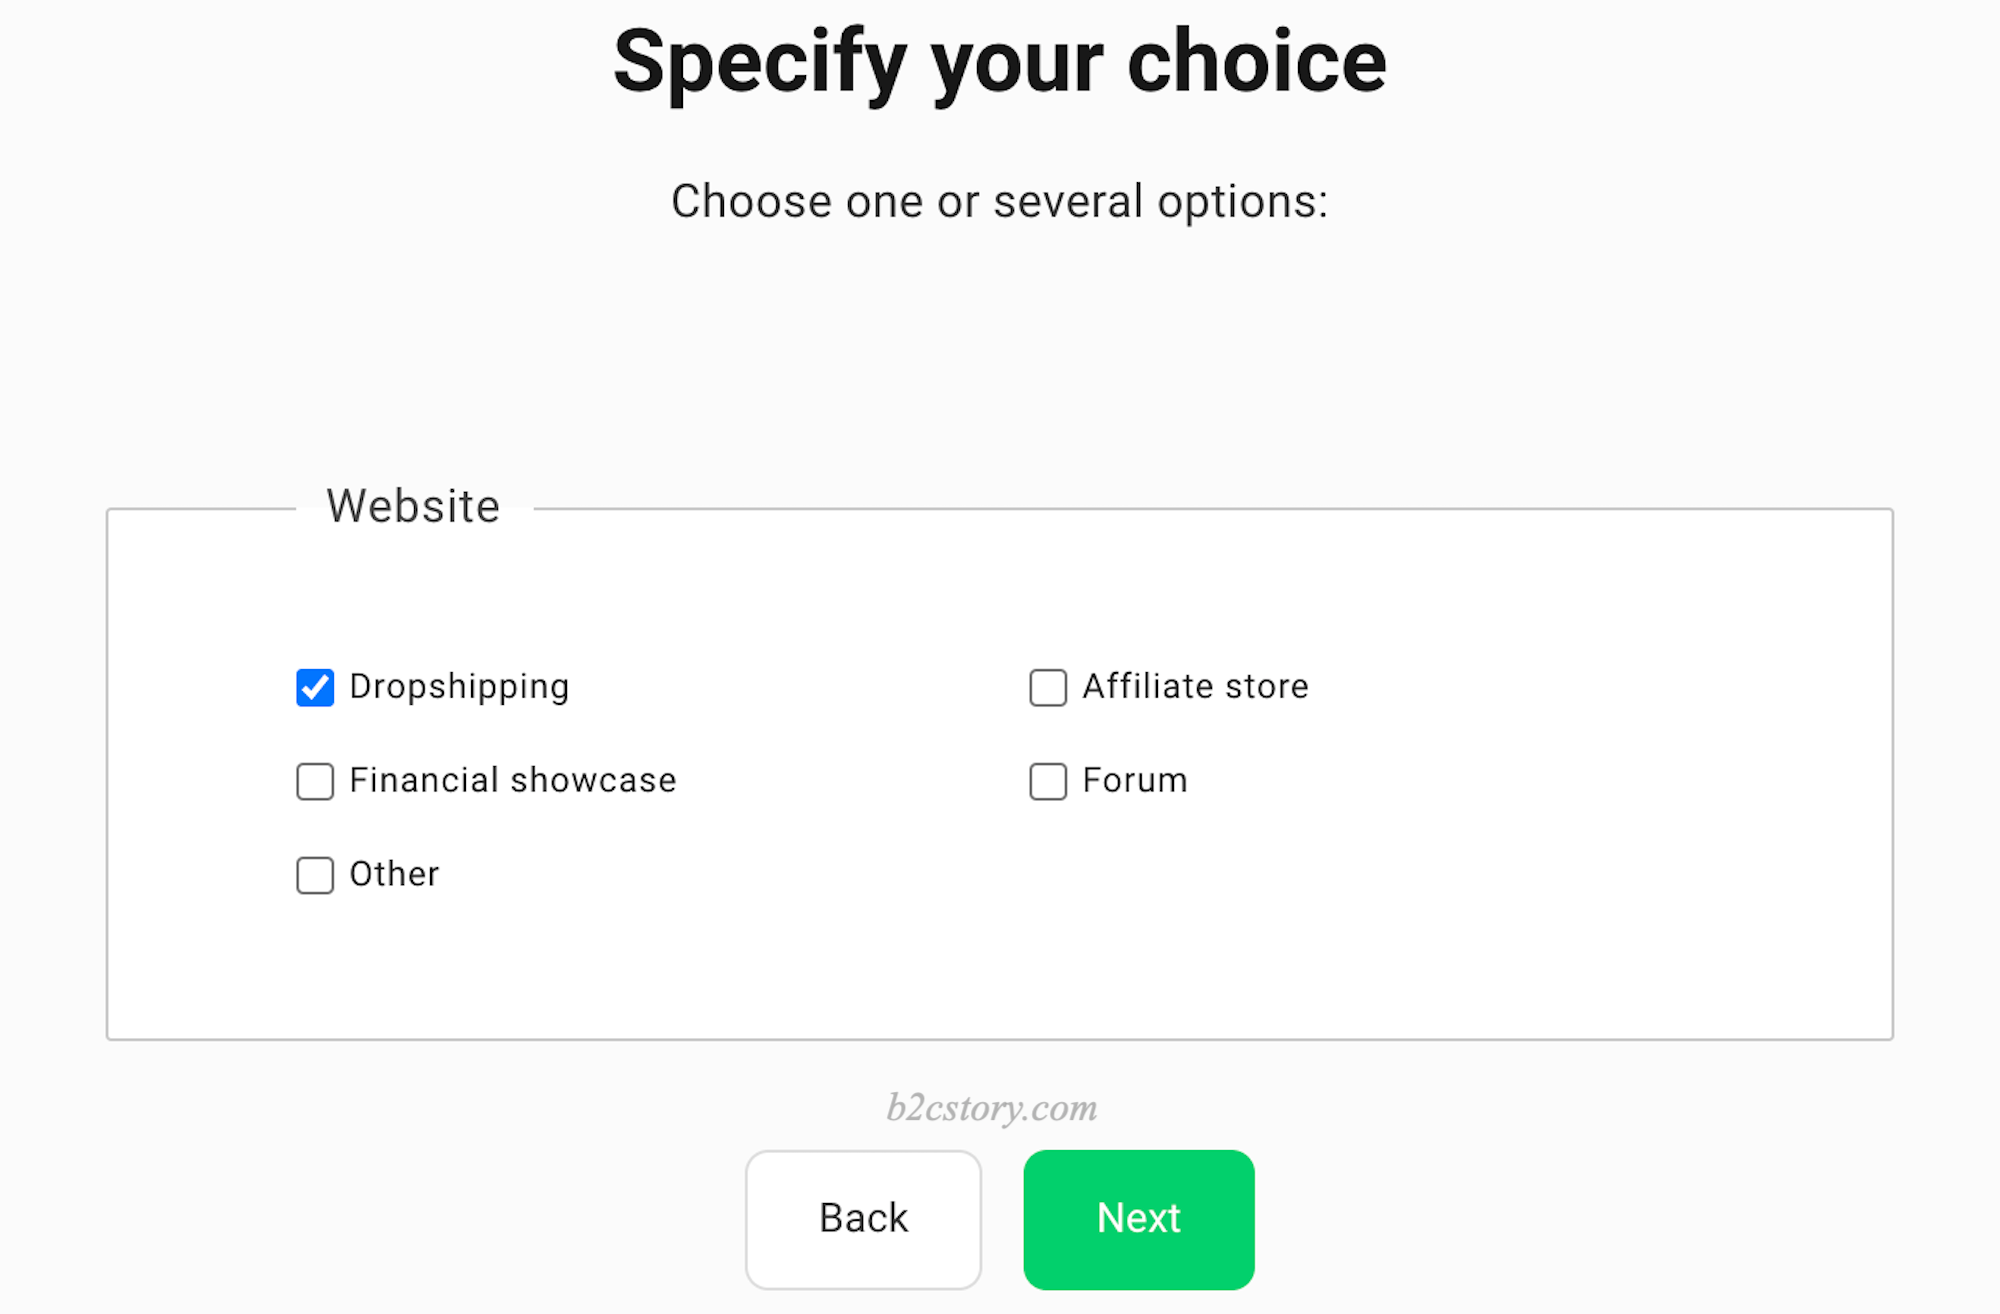 Specify your choice
Choose one or several options:
Website
Dropshipping
Affiliate store
Financial showcase
Forum
Other
b2cstory.com
Back
Next